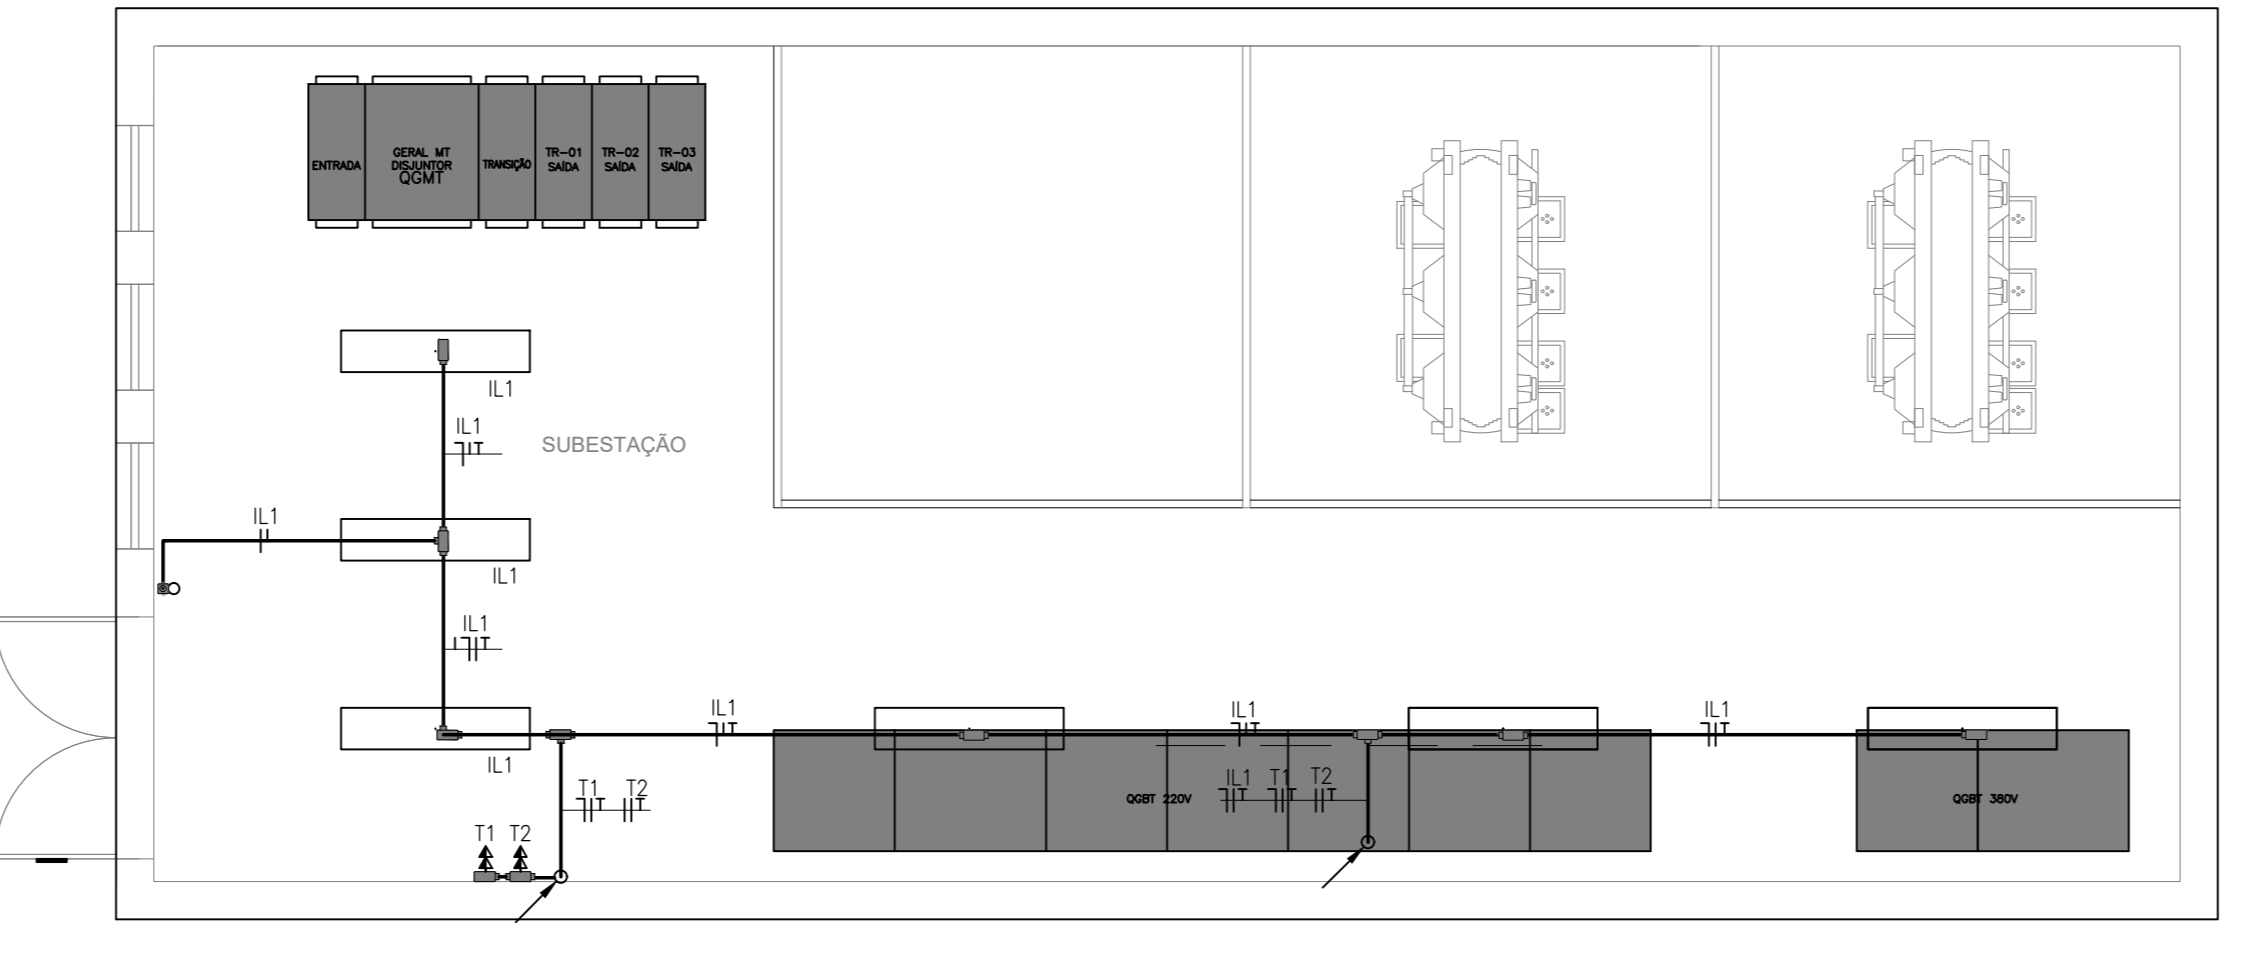 ENTRADA
GERAL MT
DISJUNTOR
QGMT
TRANSIÇÃO
TR-01
SAÍDA
TR-02
SAÍDA
TR-03
SAÍDA
IL1
IL1
SUBESTAÇÃO
IL1
IL1
IL1
IL1
IL1
IL1
IL1
T1 T2
IL1 T1 T2
QGBT 220V
QGBT 380V
T1 T2